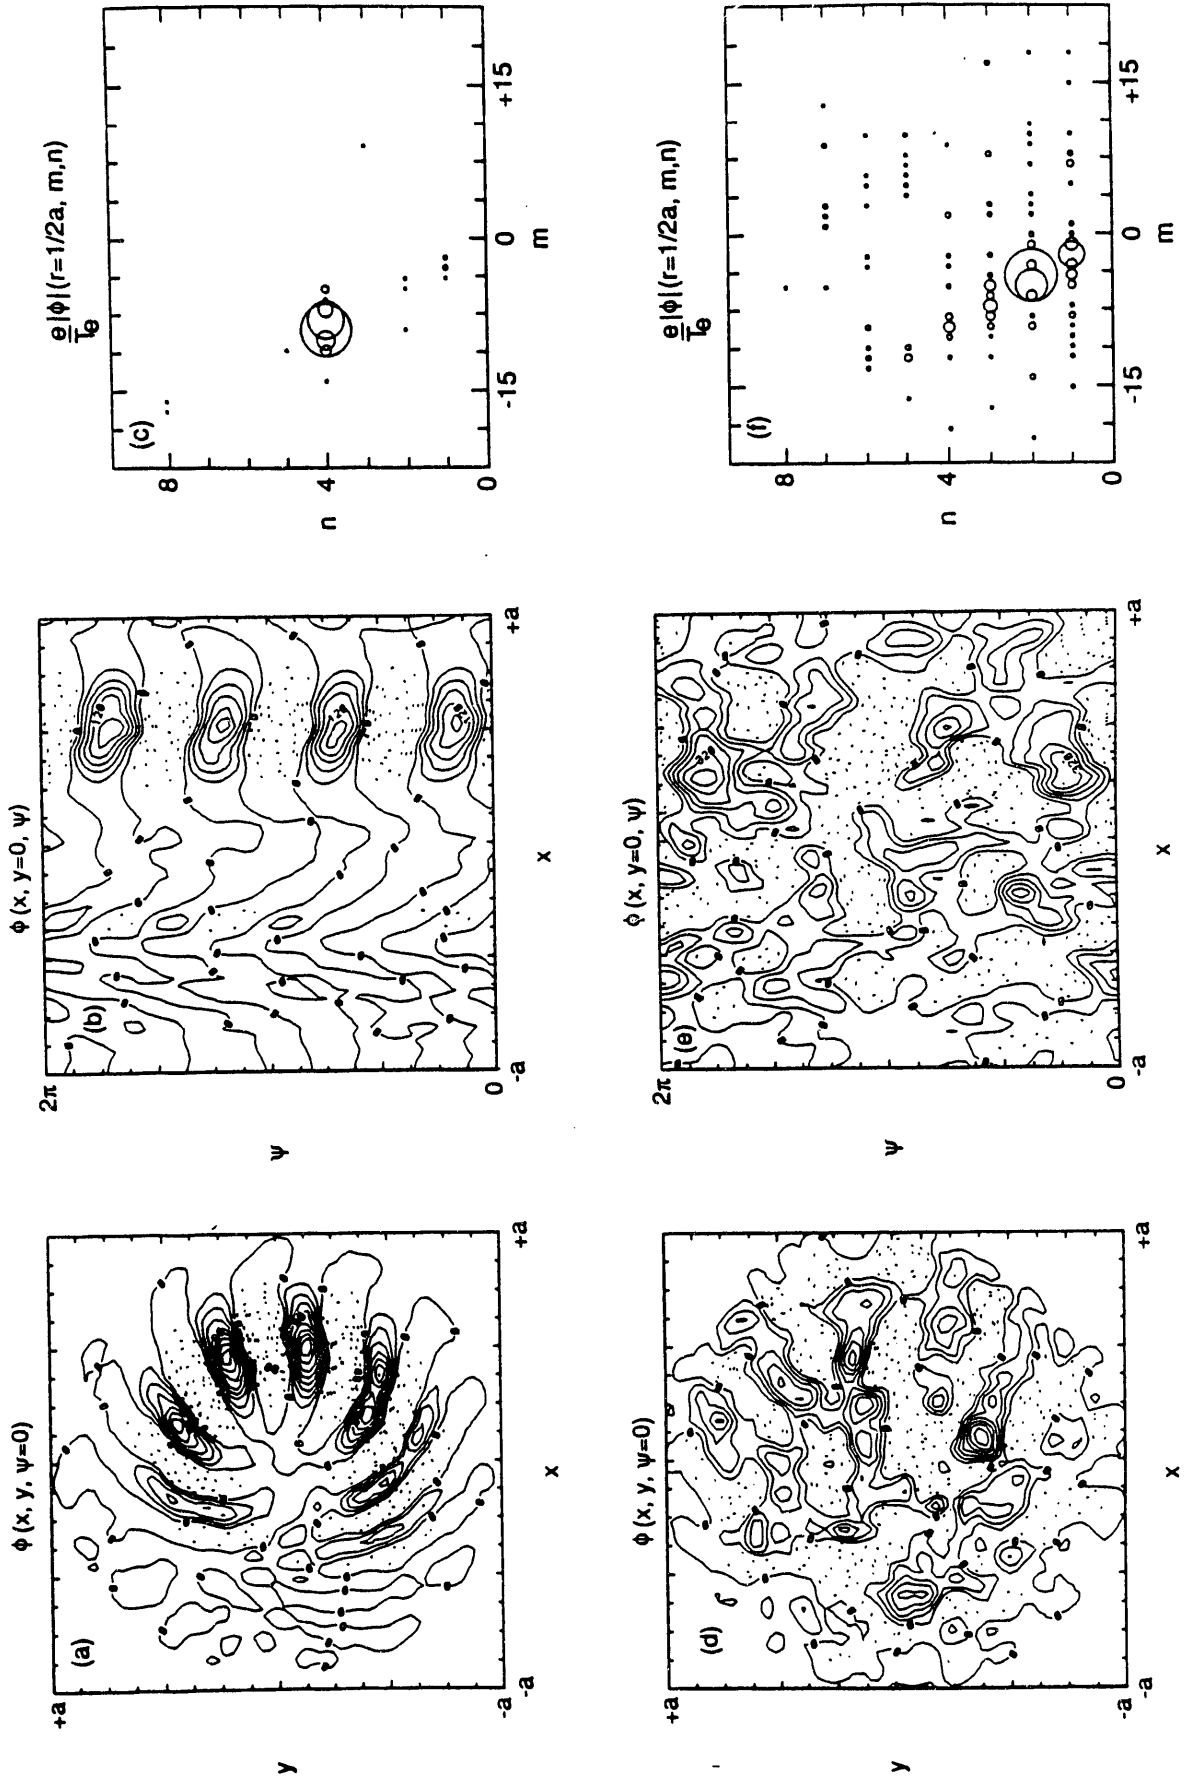 φ (x, y, ψ=0)
(a)
+a
y
-a
-a
x
+a
φ (x, y=0, ψ)
(b)
2π
ψ
0
-a
x
+a
e/Te |φ| (r=1/2a, m,n)
(c)
8
n
4
0
-15
0
+15
m
φ (x, y, ψ=0)
(d)
+a
y
-a
-a
x
+a
φ (x, y=0, ψ)
(e)
2π
ψ
0
-a
x
+a
e/Te |φ| (r=1/2a, m,n)
(f)
8
n
4
0
-15
0
+15
m